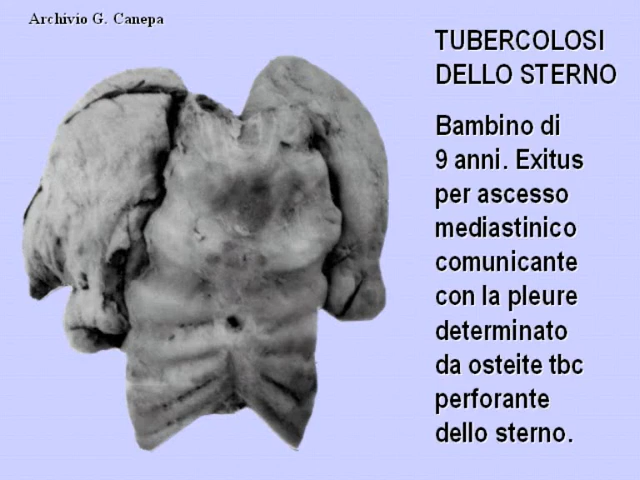 Archivio G. Canepa
TUBERCOLOSI
DELLO STERNO
Bambino di
9 anni. Exitus
per ascesso
mediastinico
comunicante
con la pleure
determinato
da osteite tbc
perforante
dello sterno.